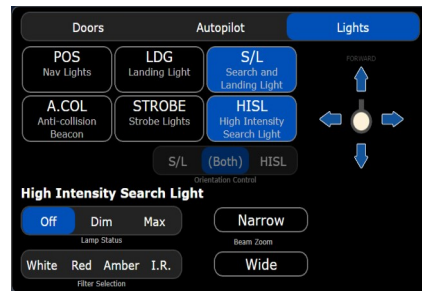 Doors Autopilot Lights
POS LDG S/L
Nav Lights Landing Light Search and
Landing Light
FORWARD
A.COL STROBE HISL
Anti-collision Strobe Lights High Intensity
Beacon Search Light
S/L (Both) HISL
Orientation Control
High Intensity Search Light
Off Dim Max Narrow
Lamp Status Beam Zoom
White Red Amber I.R. Wide
Filter Selection